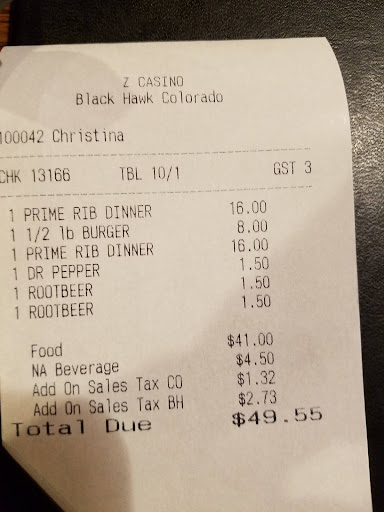 Z CASINO
Black Hawk Colorado
100042 Christina
CHK 13166 TBL 10/1 GST 3
1 PRIME RIB DINNER 16.00
1 1/2 lb BURGER 8.00
1 PRIME RIB DINNER 16.00
1 DR PEPPER 1.50
1 ROOTBEER 1.50
1 ROOTBEER 1.50
Food $41.00
NA Beverage $4.50
Add On Sales Tax CO $1.32
Add On Sales Tax BH $2.73
Total Due $49.55